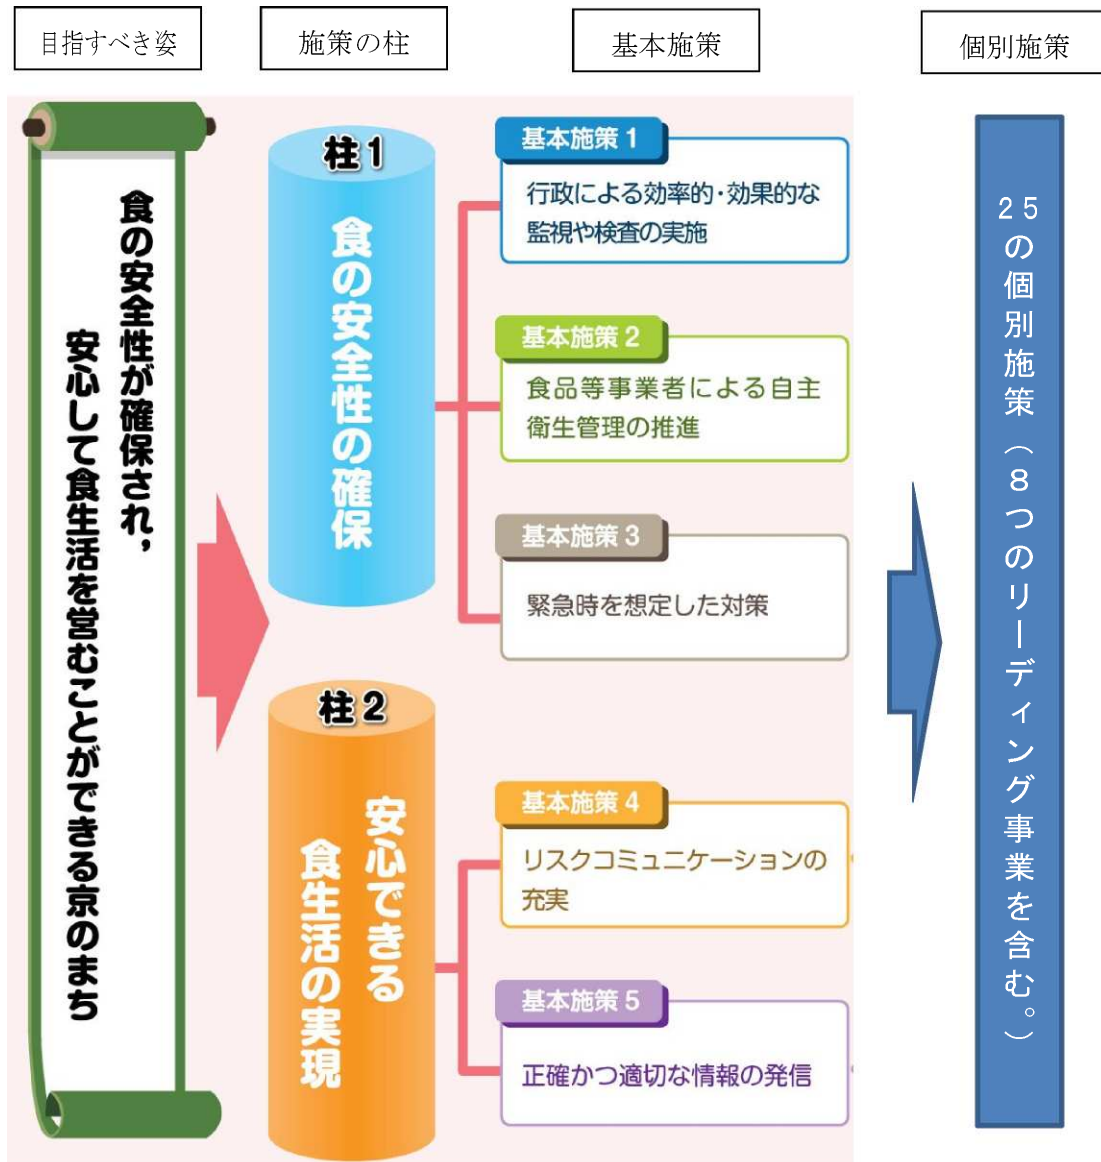 目指すべき姿
施策の柱
基本施策
個別施策
食の安全性が確保され，
安心して食生活を営むことができる京のまち
柱1
食の安全性の確保
基本施策 1
行政による効率的・効果的な
監視や検査の実施
基本施策 2
食品等事業者による自主
衛生管理の推進
基本施策 3
緊急時を想定した対策
柱2
安心できる
食生活の実現
基本施策 4
リスクコミュニケーションの
充実
基本施策 5
正確かつ適切な情報の発信
25の個別施策（8つのリーディング事業を含む。）